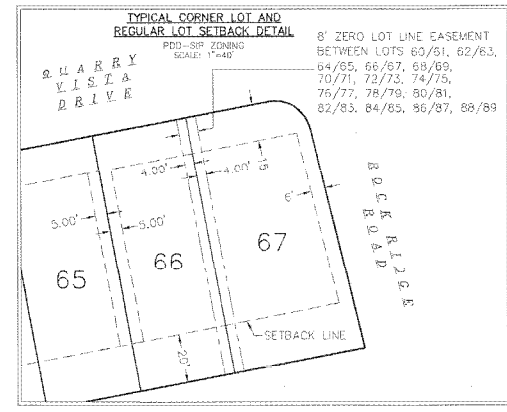 TYPICAL CORNER LOT AND
REGULAR LOT SETBACK DETAIL
PDD-SIP ZONING
SCALE: 1"=40'
QUARRY
VISTA
DRIVE
8' ZERO LOT LINE EASEMENT
BETWEEN LOTS 60/61, 62/63,
64/65, 66/67, 68/69,
70/71, 72/73, 74/75,
76/77, 78/79, 80/81,
82/83, 84/85, 86/87, 88/89
4.00'
4.00'
15'
6'
5.00'
5.00'
65
66
67
ROCK RIDGE
ROAD
SETBACK LINE
20'